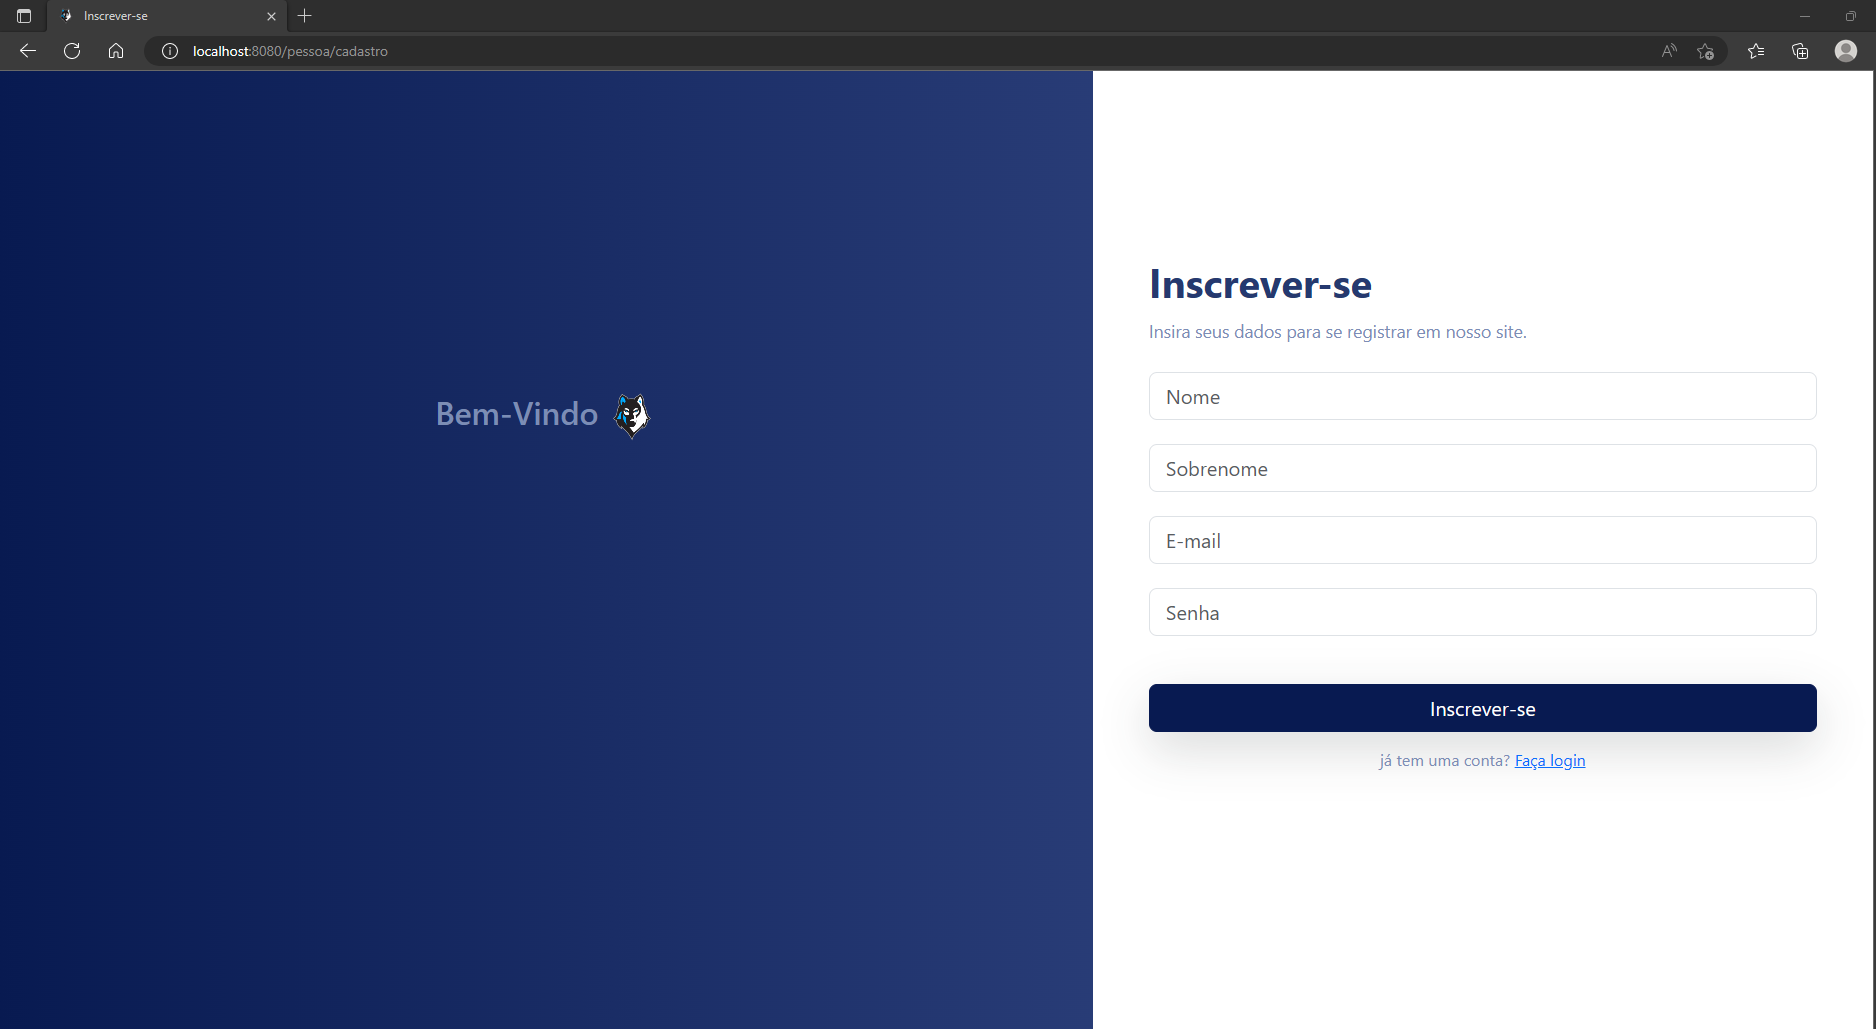 Inscrever-se
localhost:8080/pessoa/cadastro
Bem-Vindo
Inscrever-se
Insira seus dados para se registrar em nosso site.
Nome
Sobrenome
E-mail
Senha
Inscrever-se
já tem uma conta? Faça login